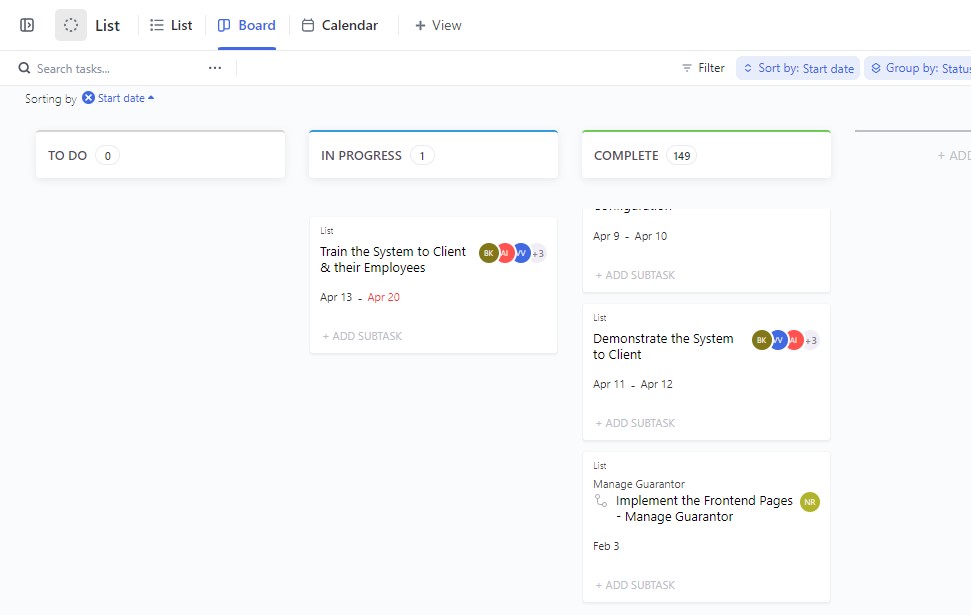 List List Board Calendar + View
Search tasks... ... Filter Sort by: Start date Group by: Status
Sorting by Start date
TO DO 0
IN PROGRESS 1
COMPLETE 149
+ ADD
List
Train the System to Client
& their Employees
BK AI VV +3
Apr 13 - Apr 20
+ ADD SUBTASK
Configuration
Apr 9 - Apr 10
+ ADD SUBTASK
List
Demonstrate the System
to Client
BK VV AI +3
Apr 11 - Apr 12
+ ADD SUBTASK
List
Manage Guarantor
Implement the Frontend Pages
- Manage Guarantor
NR
Feb 3
+ ADD SUBTASK